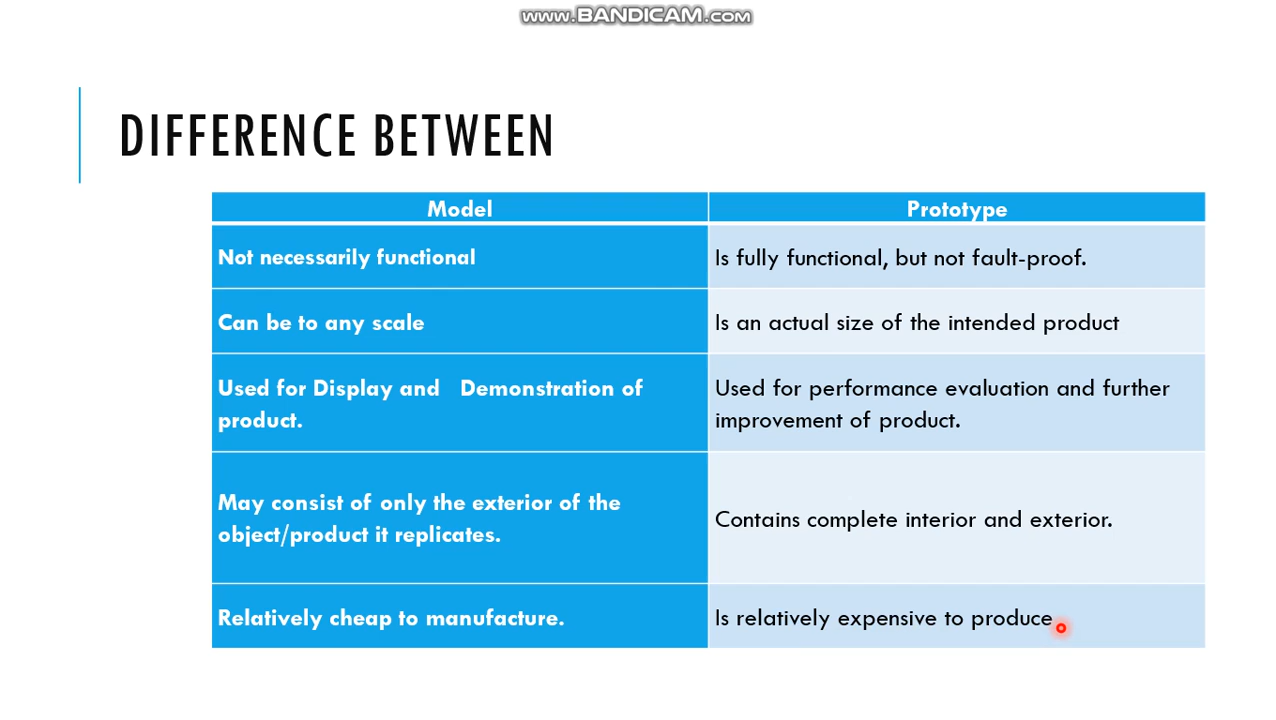 www.BANDICAM.com
DIFFERENCE BETWEEN
Model
Prototype
Not necessarily functional
Is fully functional, but not fault-proof.
Can be to any scale
Is an actual size of the intended product
Used for Display and Demonstration of
product.
Used for performance evaluation and further
improvement of product.
May consist of only the exterior of the
object/product it replicates.
Contains complete interior and exterior.
Relatively cheap to manufacture.
Is relatively expensive to produce